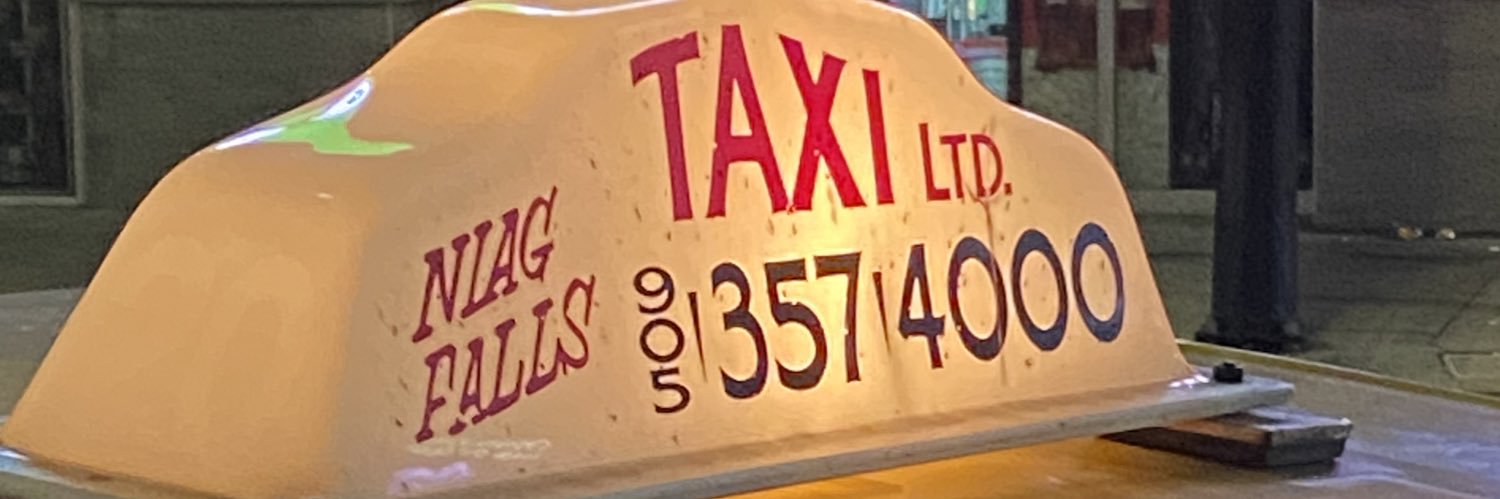 TAXI LTD.
NIAG
FALLS
905 357 4000